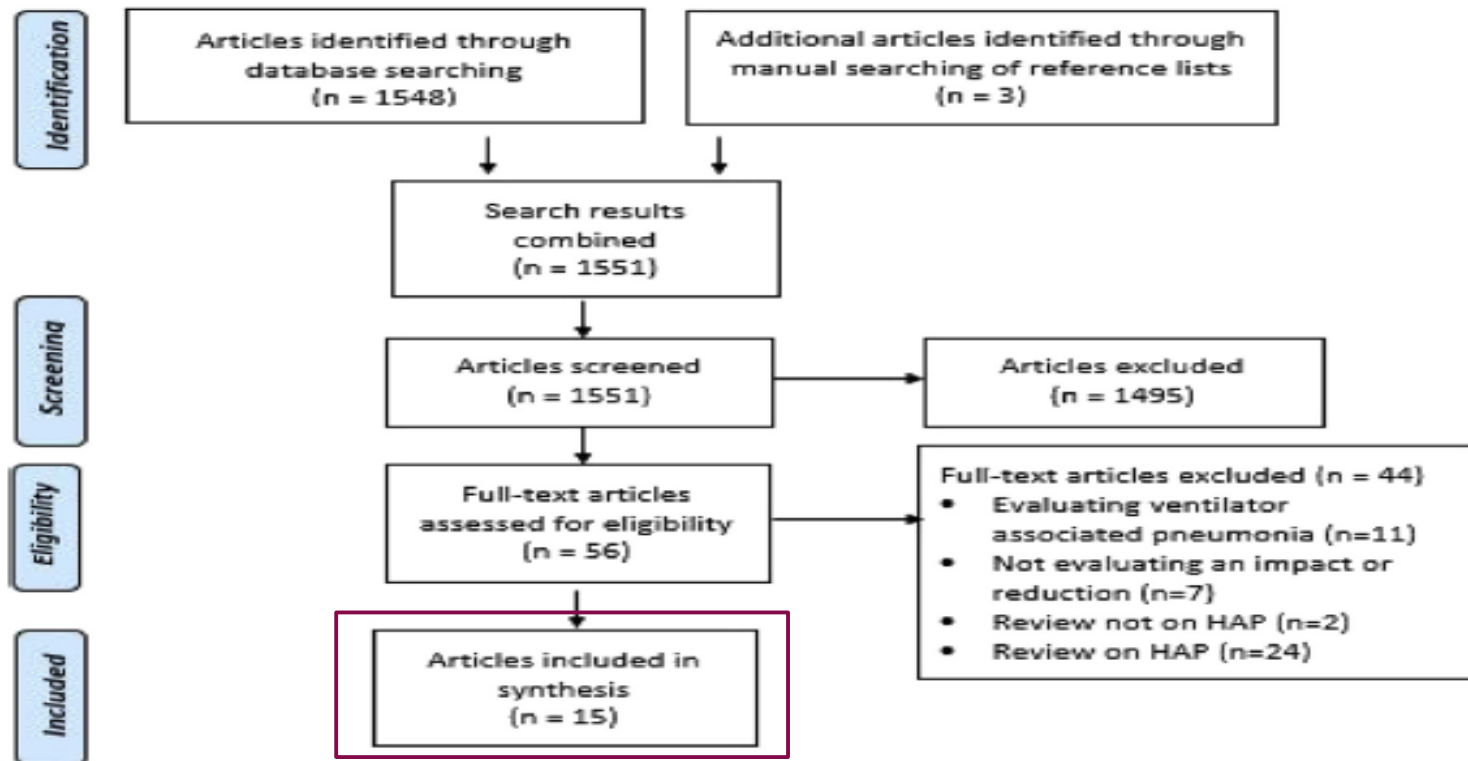 Identification
Articles identified through
database searching
(n = 1548)
Additional articles identified through
manual searching of reference lists
(n = 3)
Search results
combined
(n = 1551)
Screening
Articles screened
(n = 1551)
Articles excluded
(n = 1495)
Eligibility
Full-text articles
assessed for eligibility
(n = 56)
Full-text articles excluded (n = 44)
• Evaluating ventilator
associated pneumonia (n=11)
• Not evaluating an impact or
reduction (n=7)
• Review not on HAP (n=2)
• Review on HAP (n=24)
Included
Articles included in
synthesis
(n = 15)